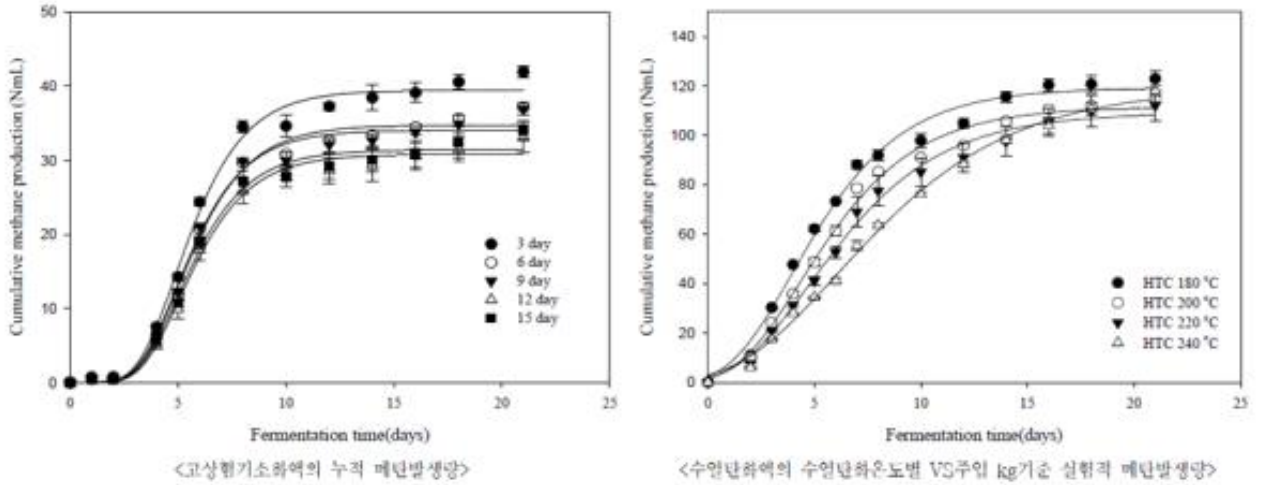 Cumulative methane production (NmL)
50
40
30
20
10
0
0 5 10 15 20 25
3 day
6 day
9 day
12 day
15 day
Fermentation time(days)
<고상혐기소화액의 누적 메탄발생량>
Cumulative methane production (NmL)
140
120
100
80
60
40
20
0
0 5 10 15 20 25
HTC 180 °C
HTC 200 °C
HTC 220 °C
HTC 240 °C
Fermentation time(days)
<수열탄화액의 수열탄화온도별 VS주입 kg기준 실험적 메탄발생량>